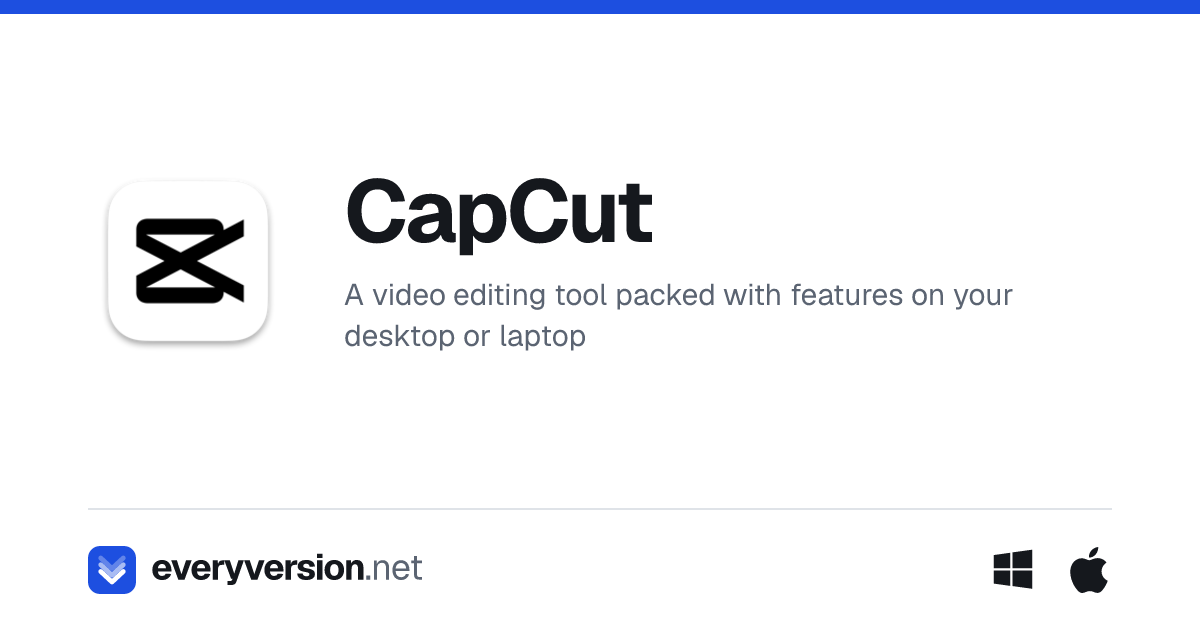 CapCut
A video editing tool packed with features on your
desktop or laptop
everyversion.net